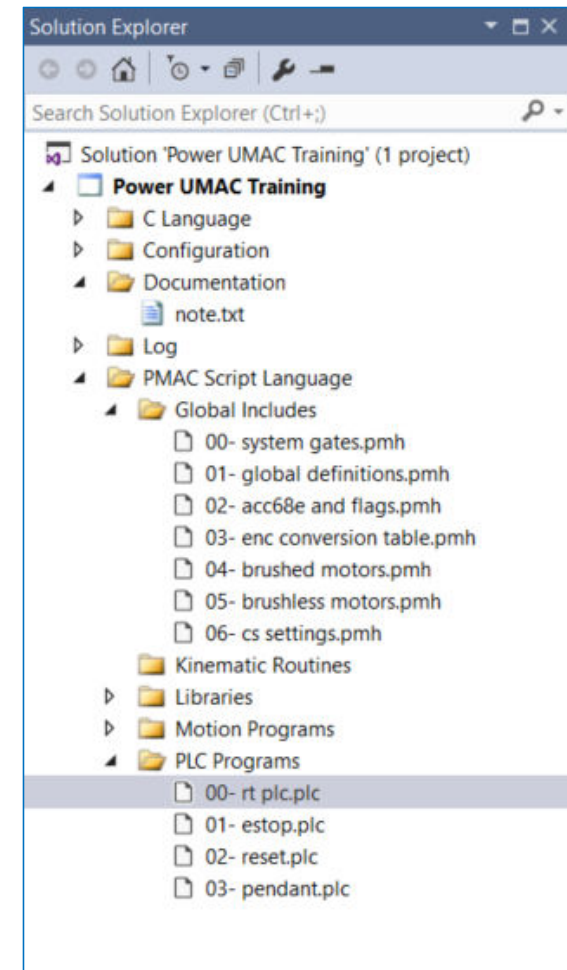 Solution Explorer
Search Solution Explorer (Ctrl+;)
Solution 'Power UMAC Training' (1 project)
Power UMAC Training
C Language
Configuration
Documentation
note.txt
Log
PMAC Script Language
Global Includes
00- system gates.pmh
01- global definitions.pmh
02- acc68e and flags.pmh
03- enc conversion table.pmh
04- brushed motors.pmh
05- brushless motors.pmh
06- cs settings.pmh
Kinematic Routines
Libraries
Motion Programs
PLC Programs
00- rt plc.plc
01- estop.plc
02- reset.plc
03- pendant.plc